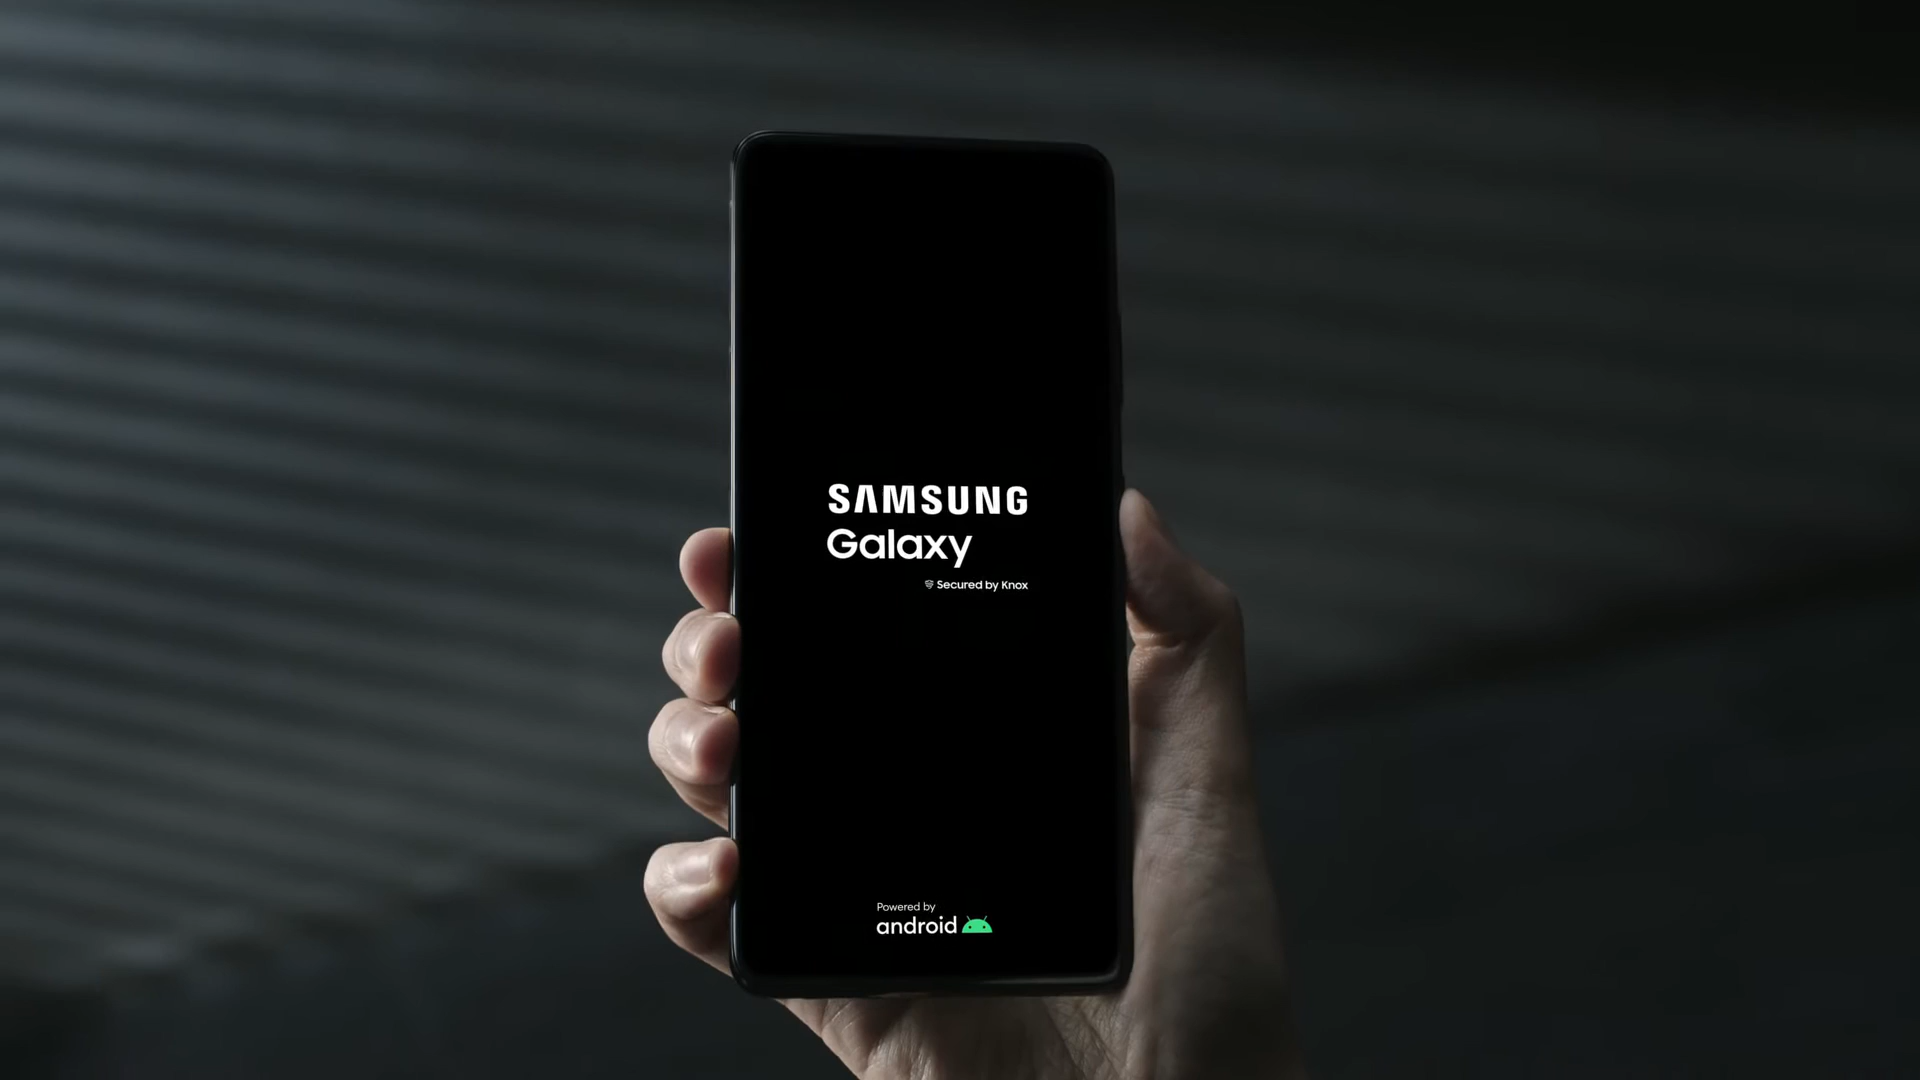 SAMSUNG
Galaxy
Secured by Knox
Powered by
android